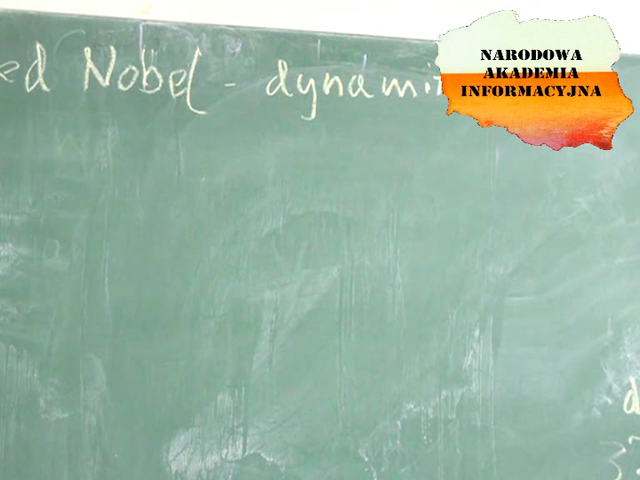 ed Nobel - dynami
NARODOWA
AKADEMIA
INFORMACYJNA
d